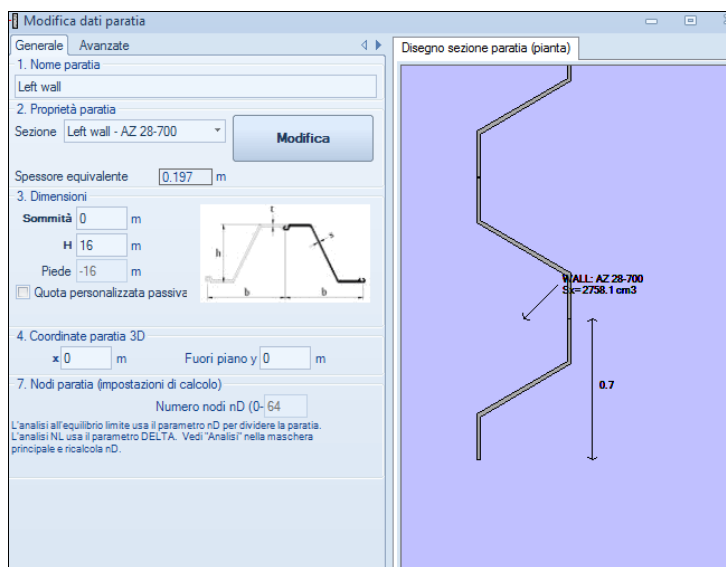 Modifica dati paratia
Generale
Avanzate
1. Nome paratia
Left wall
2. Proprietà paratia
Sezione
Left wall - AZ 28-700
Modifica
Spessore equivalente
0.197
m
3. Dimensioni
Sommità
0
m
H
16
m
Piede
-16
m
Quota personalizzata passiva
t
h
s
b
b
4. Coordinate paratia 3D
x
0
m
Fuori piano y
0
m
7. Nodi paratia (impostazioni di calcolo)
Numero nodi nD (0-
64
L'analisi all'equilibrio limite usa il parametro nD per dividere la paratia.
L'analisi NL usa il parametro DELTA. Vedi "Analisi" nella maschera
principale e ricalcola nD.
Disegno sezione paratia (pianta)
WALL: AZ 28-700
Sx=2758.1 cm3
0.7